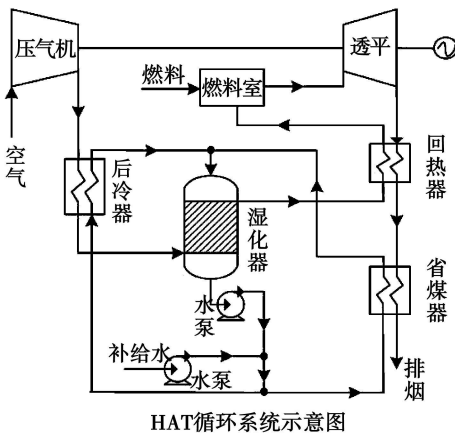 压气机
透平
燃料
燃料室
空气
后冷器
回热器
湿化器
省煤器
水泵
补给水
水泵
排烟
HAT循环系统示意图